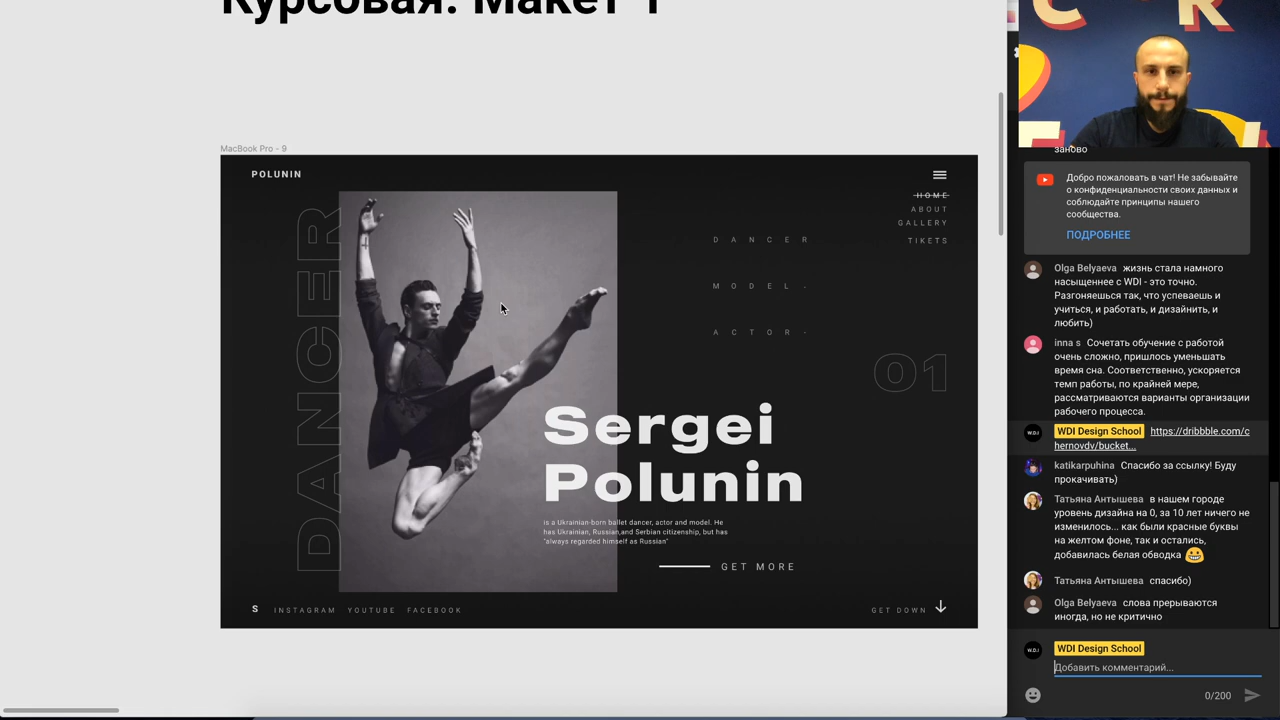 Курсовая. Макет 1
MacBook Pro - 9
POLUNIN
HOME
ABOUT
GALLERY
TIKETS
DANCER
DANCER
MODEL-
ACTOR-
01
Sergei
Polunin
is a Ukrainian-born ballet dancer, actor and model. He
has Ukrainian, Russian,and Serbian citizenship, but has
"always regarded himself as Russian"
GET MORE
S INSTAGRAM YOUTUBE FACEBOOK
GET DOWN
заново
Добро пожаловать в чат! Не забывайте
о конфиденциальности своих данных и
соблюдайте принципы нашего
сообщества.
ПОДРОБНЕЕ
Olga Belyaeva жизнь стала намного
насыщеннее с WDI - это точно.
Разгоняешься так, что успеваешь и
учиться, и работать, и дизайнить, и
любить)
inna s Сочетать обучение с работой
очень сложно, пришлось уменьшать
время сна. Соответственно, ускоряется
темп работы, по крайней мере,
рассматриваются варианты организации
рабочего процесса.
W.D.I WDI Design School https://dribbble.com/c
hernovdv/bucket...
katikarpuhina Спасибо за ссылку! Буду
прокачивать)
Татьяна Антышева в нашем городе
уровень дизайна на 0, за 10 лет ничего не
изменилось... как были красные буквы
на желтом фоне, так и остались,
добавилась белая обводка
Татьяна Антышева спасибо)
Olga Belyaeva слова прерываются
иногда, но не критично
W.D.I WDI Design School
Добавить комментарий...
0/200